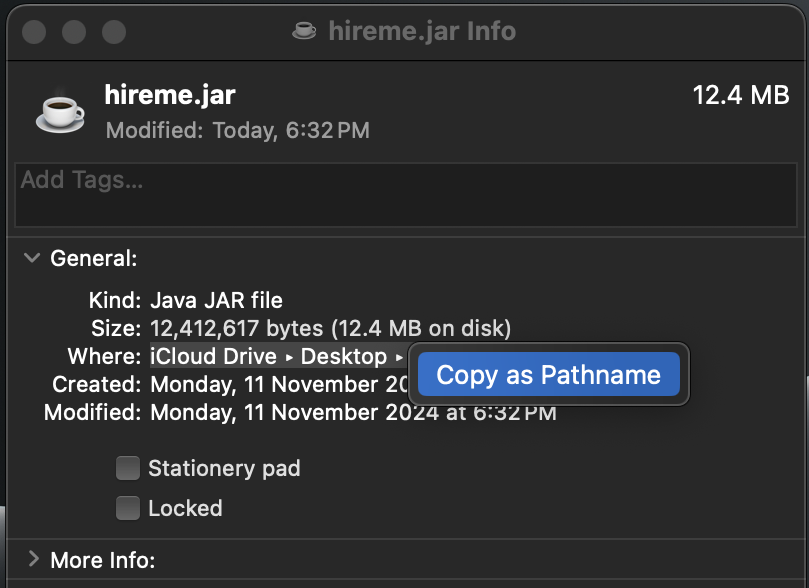 hireme.jar Info
hireme.jar
12.4 MB
Modified: Today, 6:32 PM
Add Tags...
General:
Kind: Java JAR file
Size: 12,412,617 bytes (12.4 MB on disk)
Where: iCloud Drive ▸ Desktop ▸
Copy as Pathname
Created: Monday, 11 November 20
Modified: Monday, 11 November 2024 at 6:32 PM
Stationery pad
Locked
More Info: